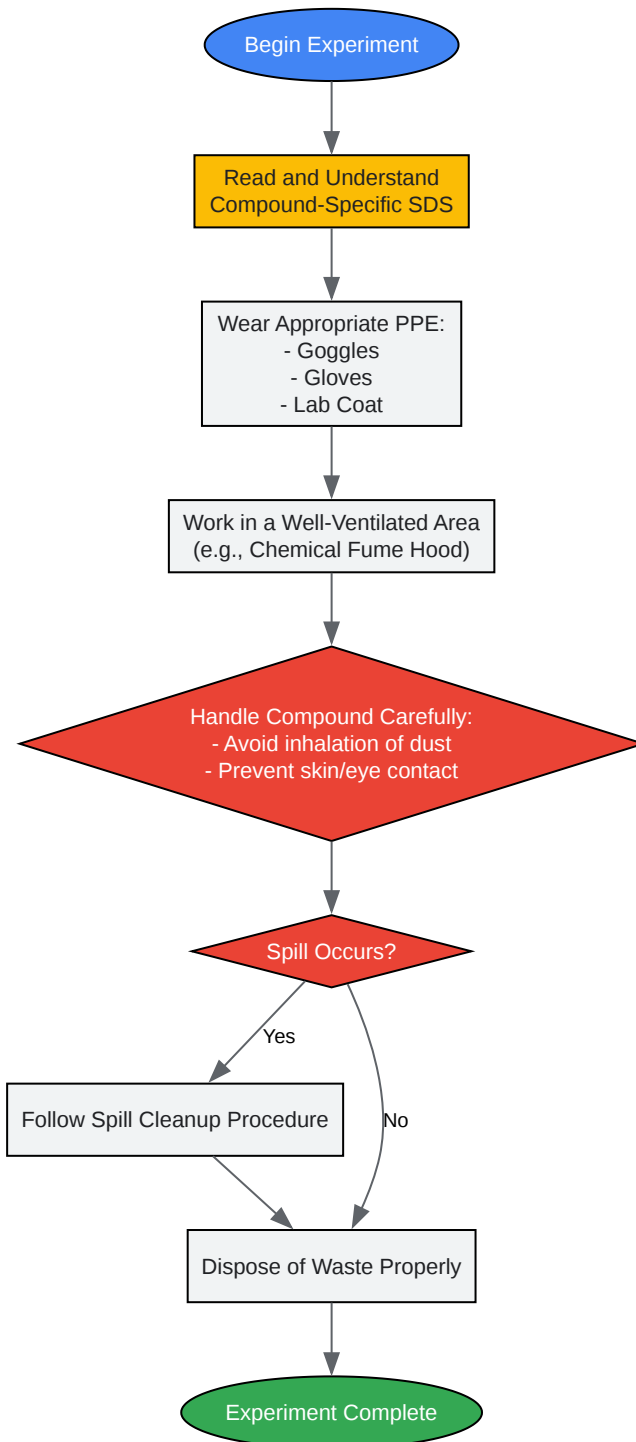 Begin Experiment
Read and Understand
Compound-Specific SDS
Wear Appropriate PPE:
- Goggles
- Gloves
- Lab Coat
Work in a Well-Ventilated Area
(e.g., Chemical Fume Hood)
Handle Compound Carefully:
- Avoid inhalation of dust
- Prevent skin/eye contact
Spill Occurs?
Yes
Follow Spill Cleanup Procedure
No
Dispose of Waste Properly
Experiment Complete